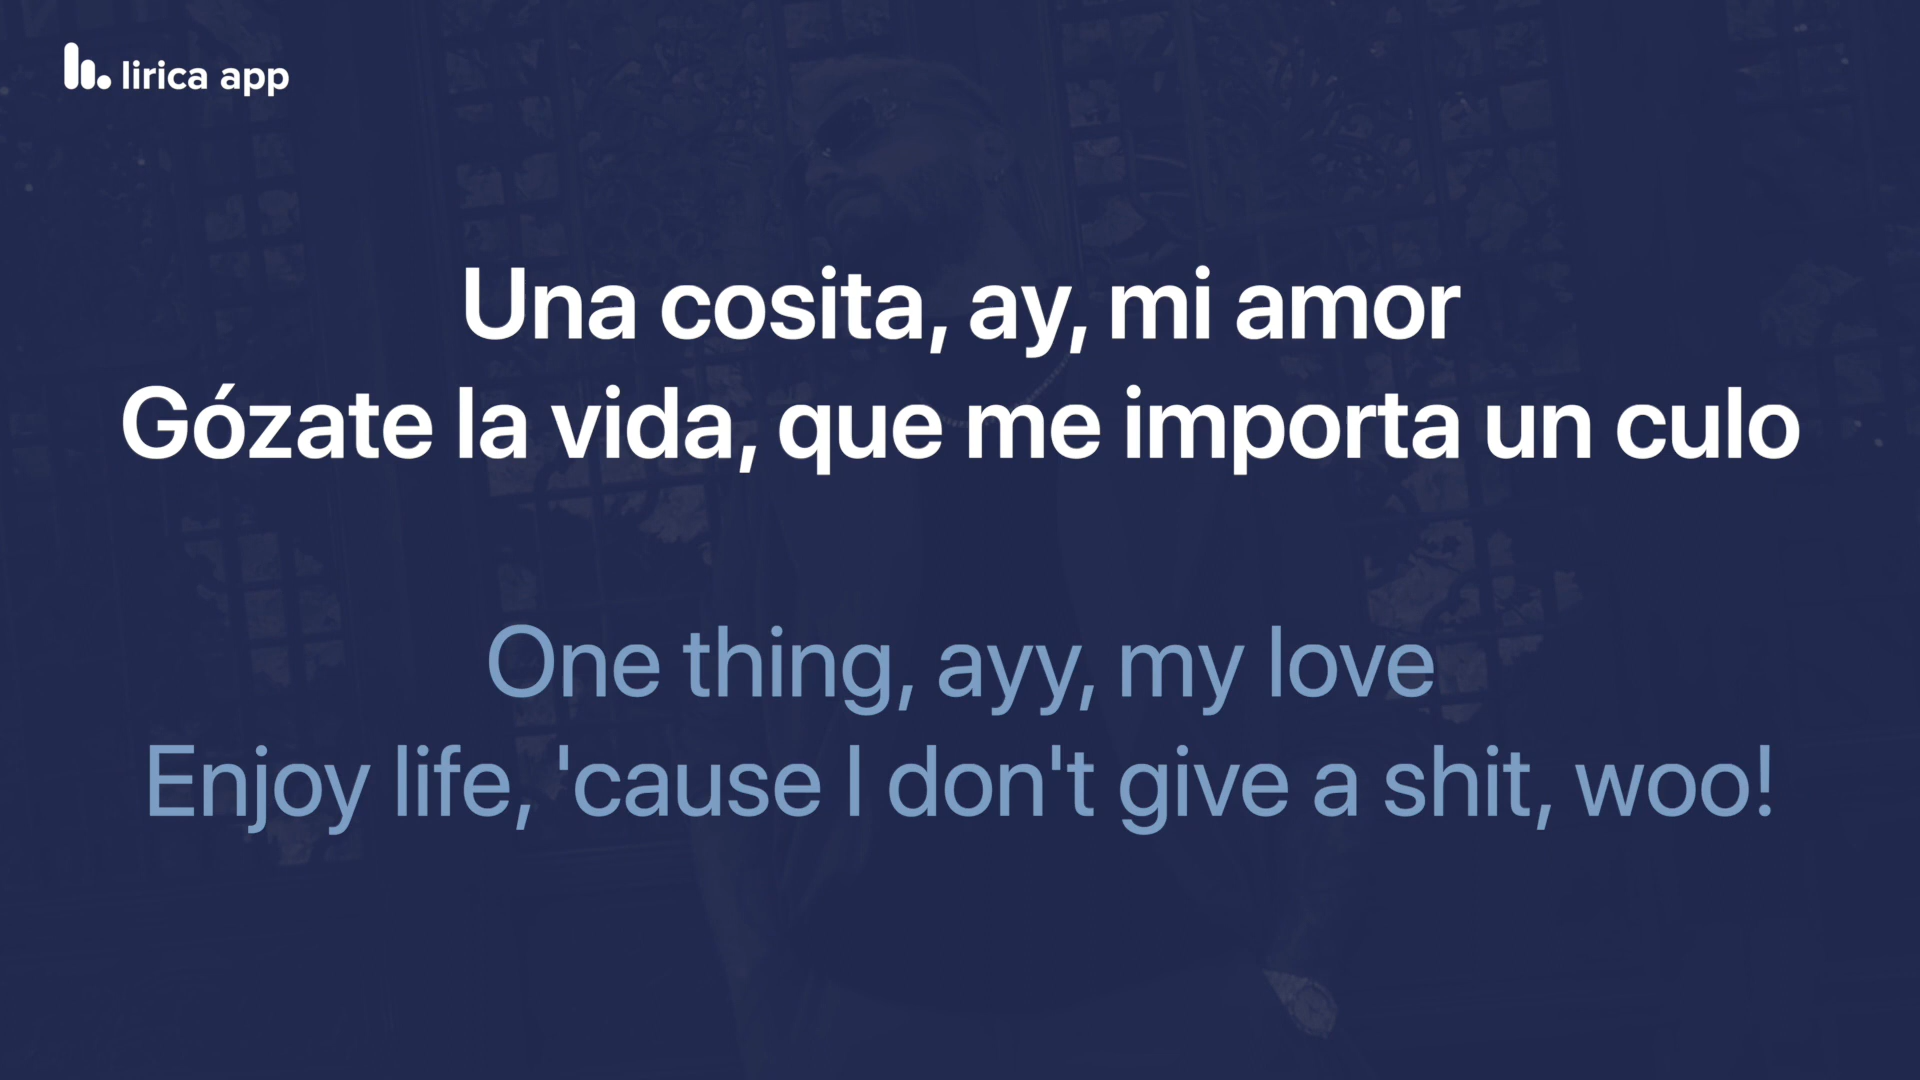 lirica app
Una cosita, ay, mi amor
Gózate la vida, que me importa un culo
One thing, ayy, my love
Enjoy life, 'cause I don't give a shit, woo!